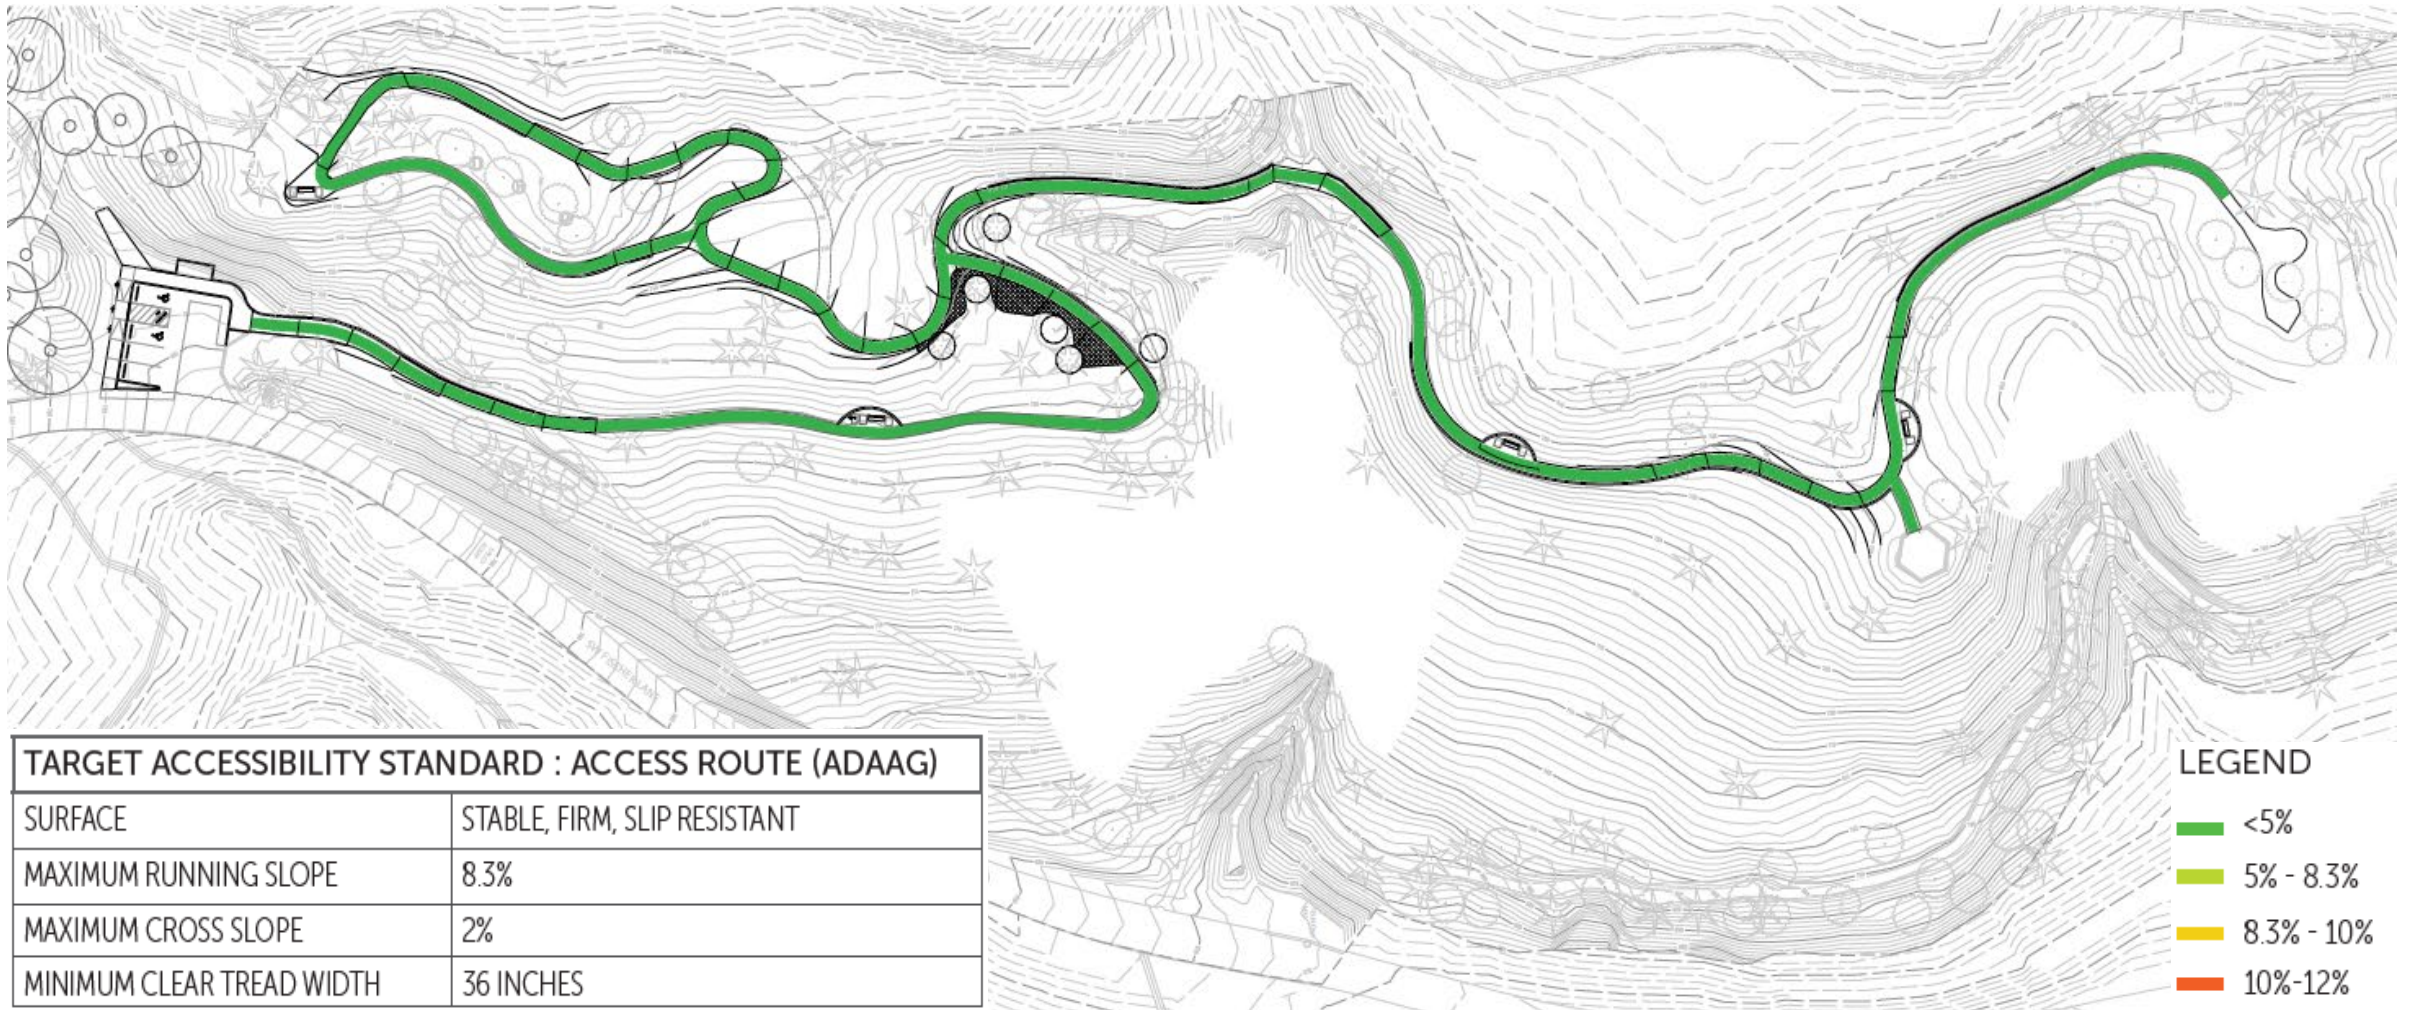 TARGET ACCESSIBILITY STANDARD : ACCESS ROUTE (ADAAG)
SURFACE STABLE, FIRM, SLIP RESISTANT
MAXIMUM RUNNING SLOPE 8.3%
MAXIMUM CROSS SLOPE 2%
MINIMUM CLEAR TREAD WIDTH 36 INCHES
LEGEND
<5%
5% - 8.3%
8.3% - 10%
10%-12%